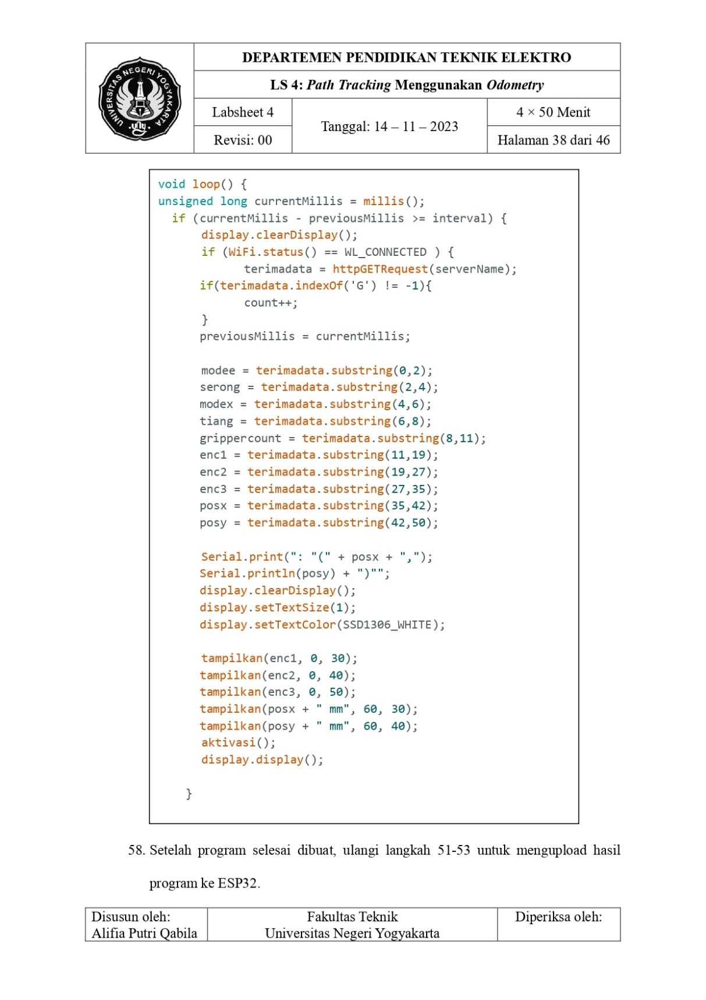 UNIVERSITAS NEGERI YOGYAKARTA
uny
DEPARTEMEN PENDIDIKAN TEKNIK ELEKTRO
LS 4: Path Tracking Menggunakan Odometry
Labsheet 4
Tanggal: 14 – 11 – 2023
4 × 50 Menit
Revisi: 00
Halaman 38 dari 46
void loop() {
unsigned long currentMillis = millis();
if (currentMillis - previousMillis >= interval) {
display.clearDisplay();
if (WiFi.status() == WL_CONNECTED ) {
terimadata = httpGETRequest(serverName);
if(terimadata.indexOf('G') != -1){
count++;
}
previousMillis = currentMillis;
modee = terimadata.substring(0,2);
serong = terimadata.substring(2,4);
modex = terimadata.substring(4,6);
tiang = terimadata.substring(6,8);
grippercount = terimadata.substring(8,11);
enc1 = terimadata.substring(11,19);
enc2 = terimadata.substring(19,27);
enc3 = terimadata.substring(27,35);
posx = terimadata.substring(35,42);
posy = terimadata.substring(42,50);
Serial.print(": "(" + posx + ",");
Serial.println(posy) + ")"";
display.clearDisplay();
display.setTextSize(1);
display.setTextColor(SSD1306_WHITE);
tampilkan(enc1, 0, 30);
tampilkan(enc2, 0, 40);
tampilkan(enc3, 0, 50);
tampilkan(posx + " mm", 60, 30);
tampilkan(posy + " mm", 60, 40);
aktivasi();
display.display();
}
58. Setelah program selesai dibuat, ulangi langkah 51-53 untuk mengupload hasil
program ke ESP32.
Disusun oleh:
Alifia Putri Qabila
Fakultas Teknik
Universitas Negeri Yogyakarta
Diperiksa oleh: